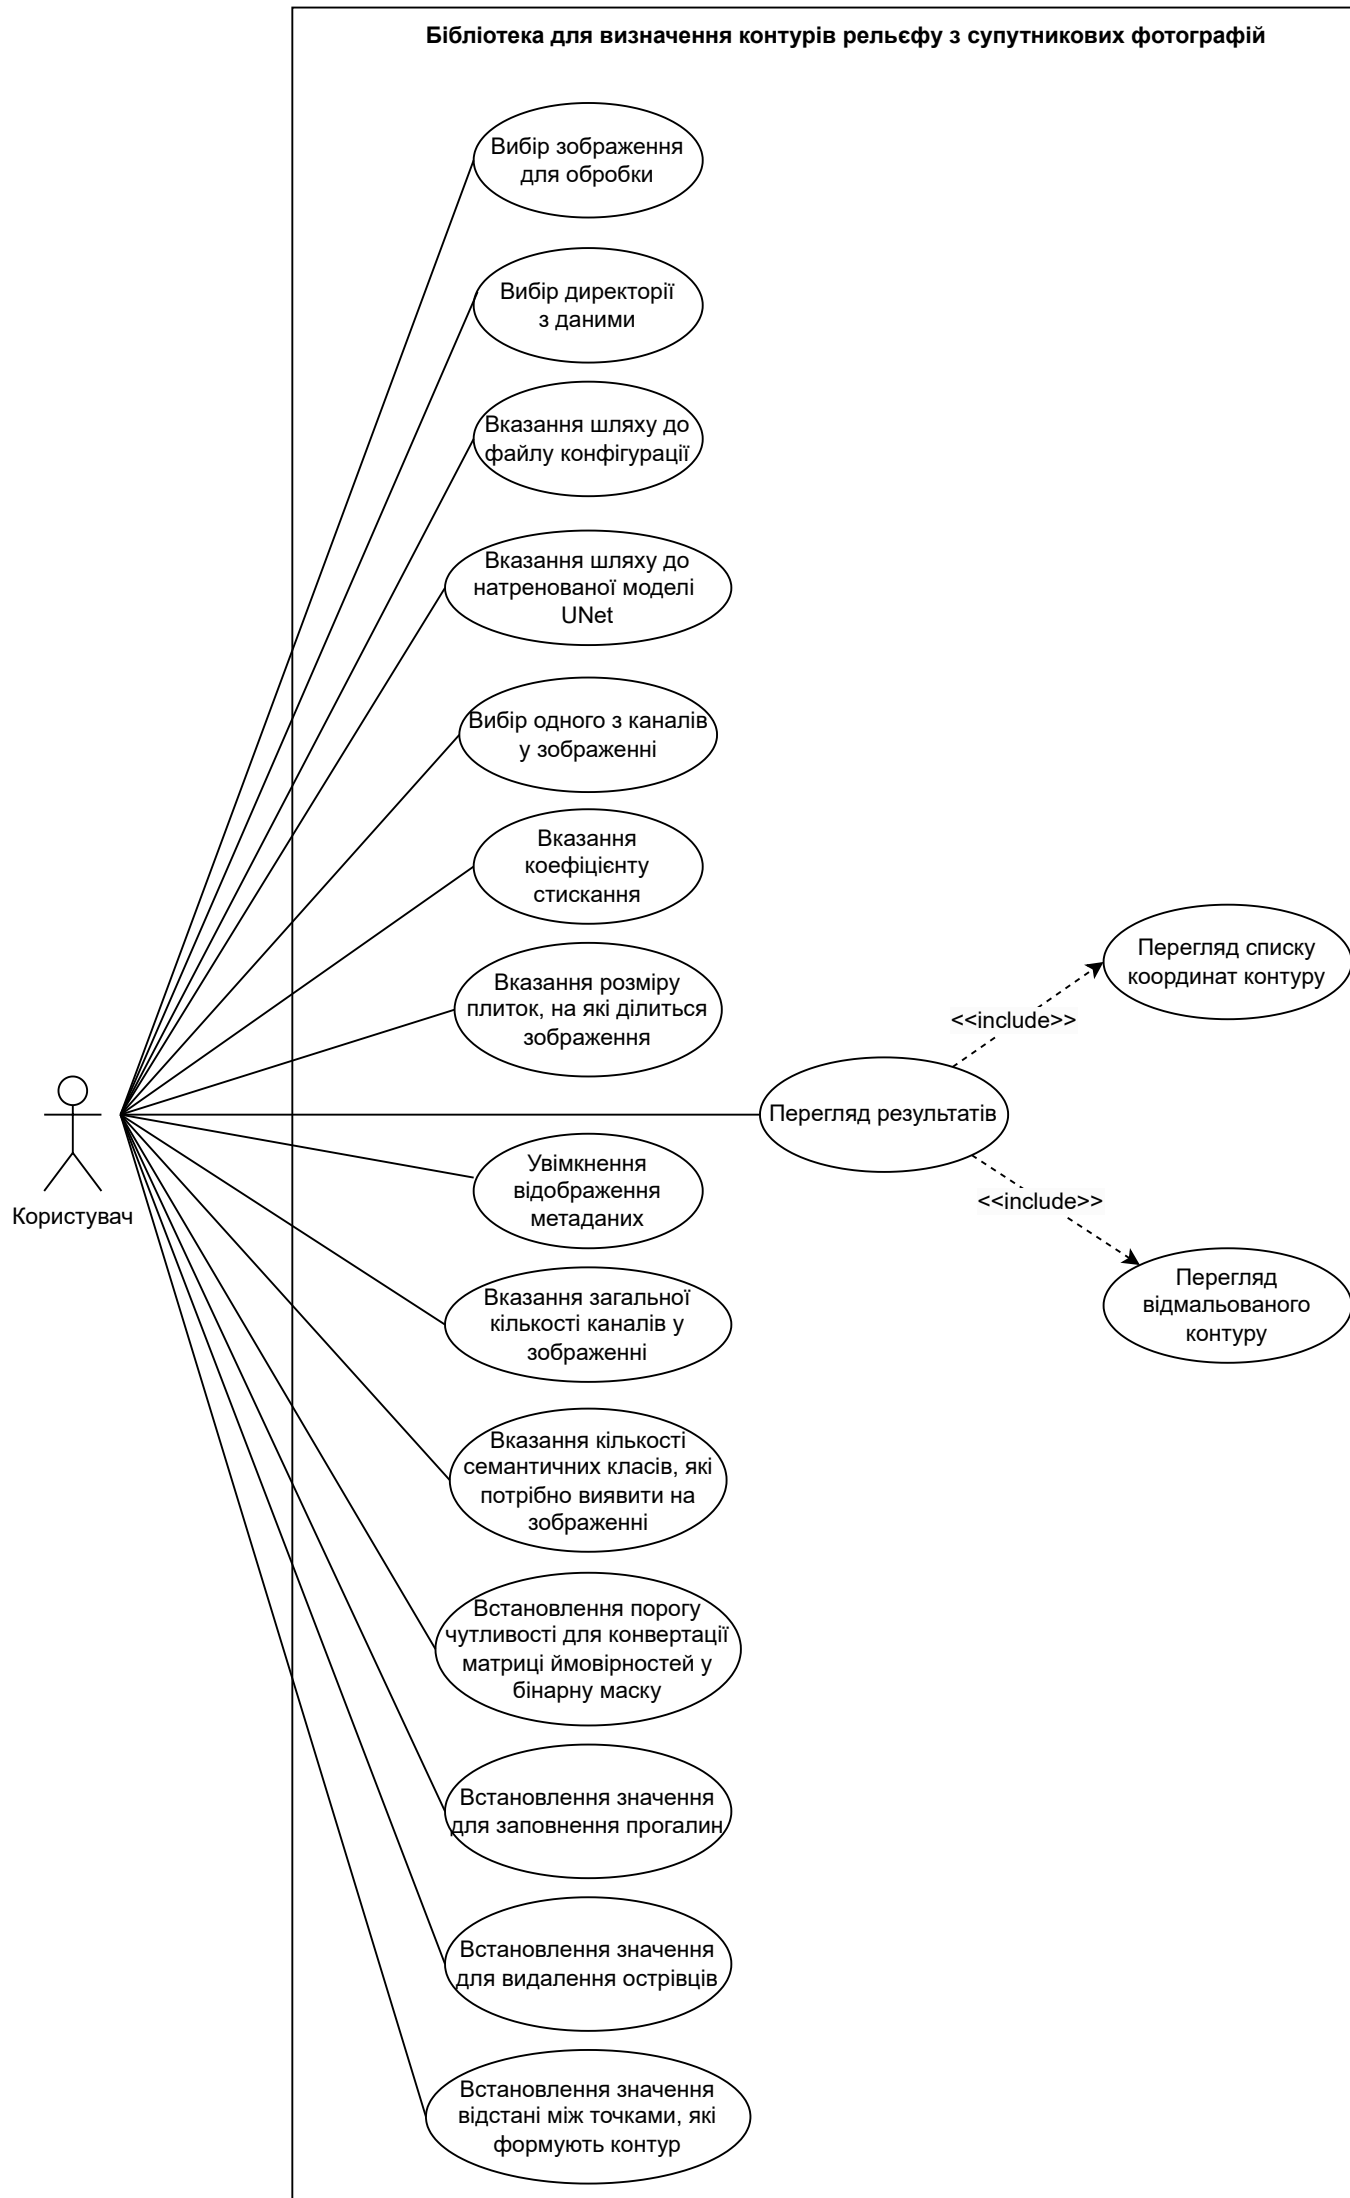 Бібліотека для визначення контурів рельєфу з супутникових фотографій
Вибір зображення
для обробки
Вибір директорії
з даними
Вказання шляху до
файлу конфігурації
Вказання шляху до
натренованої моделі
UNet
Вибір одного з каналів
у зображенні
Вказання
коефіцієнту
стискання
Вказання розміру
плиток, на які ділиться
зображення
Перегляд списку
координат контуру
<<include>>
Перегляд результатів
<<include>>
Перегляд
відмальованого
контуру
Користувач
Увімкнення
відображення
метаданих
Вказання загальної
кількості каналів у
зображенні
Вказання кількості
семантичних класів, які
потрібно виявити на
зображенні
Встановлення порогу
чутливості для конвертації
матриці ймовірностей у
бінарну маску
Встановлення значення
для заповнення прогалин
Встановлення значення
для видалення острівців
Встановлення значення
відстані між точками, які
формують контур